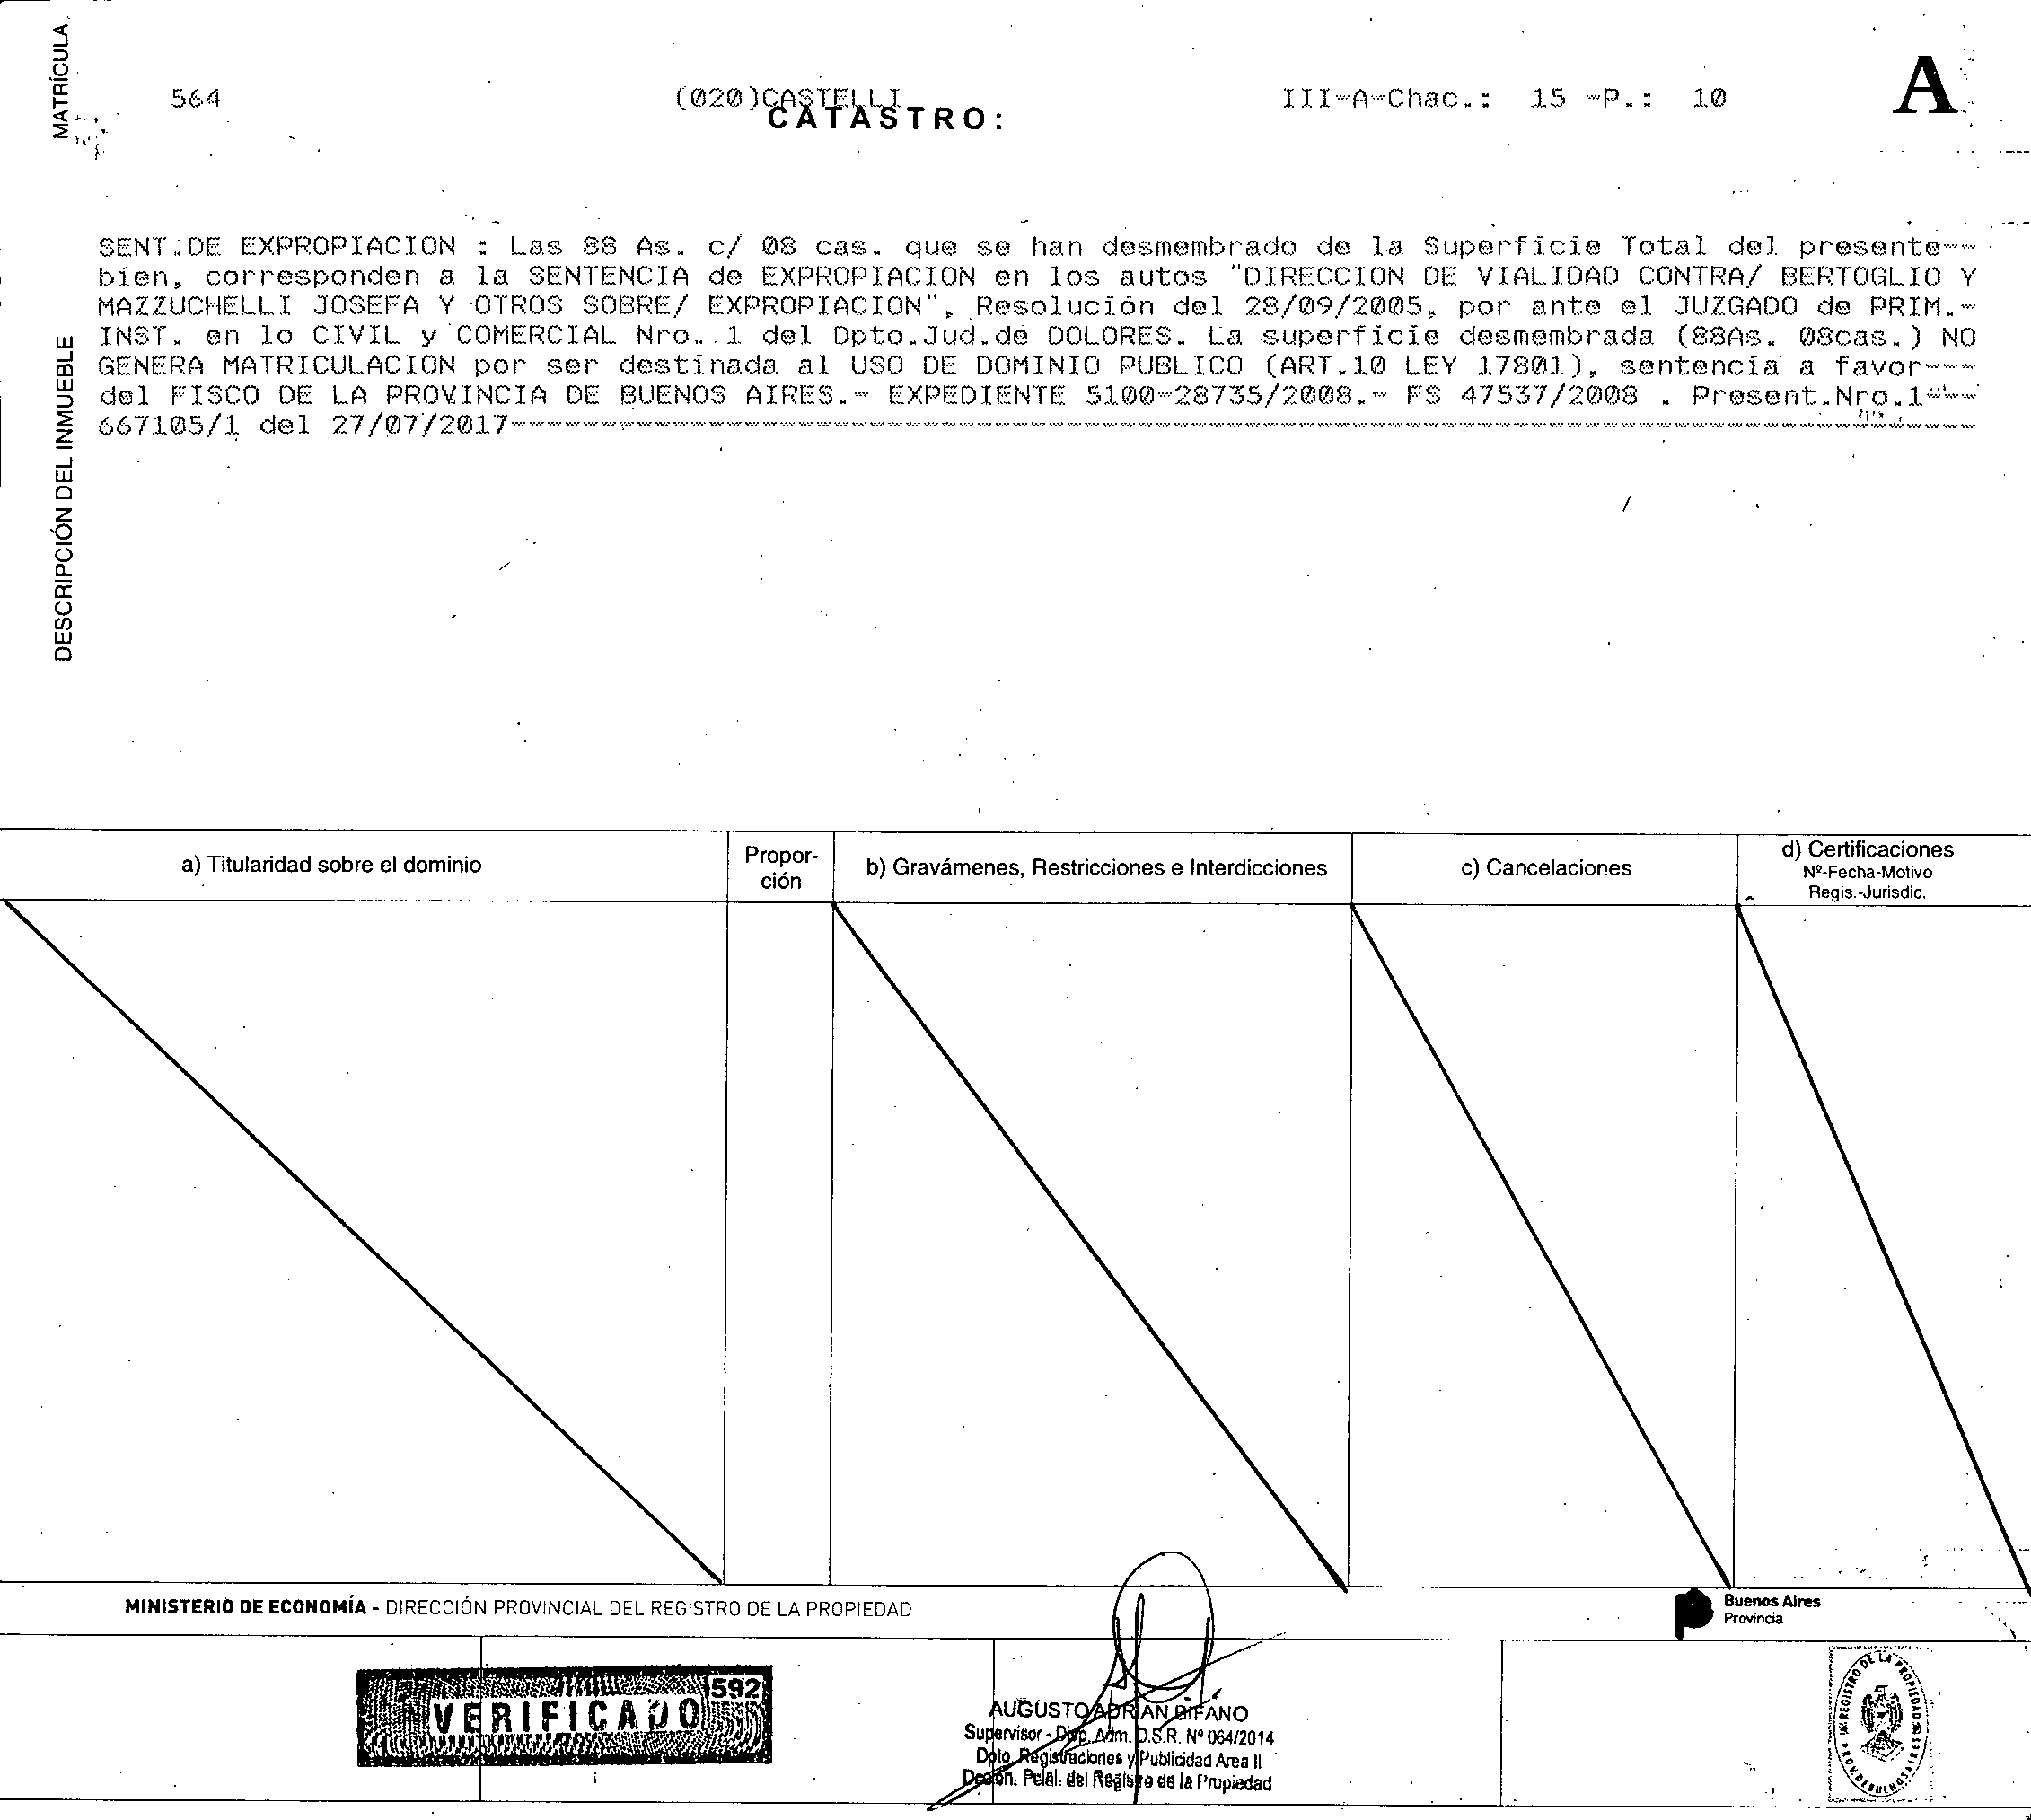 MATRÍCULA
564 (020)CASTELLI III-A-Chac.: 15 -P.: 10 A
CATASTRO:
DESCRIPCIÓN DEL INMUEBLE
SENT.DE EXPROPIACION : Las 88 As. c/ 08 cas. que se han desmembrado de la Superficie Total del presente--
bien, corresponden a la SENTENCIA de EXPROPIACION en los autos "DIRECCION DE VIALIDAD CONTRA/ BERTOGLIO Y
MAZZUCHELLI JOSEFA Y OTROS SOBRE/ EXPROPIACION", Resolución del 28/09/2005, por ante el JUZGADO de PRIM.-
INST. en lo CIVIL y COMERCIAL Nro. 1 del Dpto.Jud.de DOLORES. La superficie desmembrada (88As. 08cas.) NO
GENERA MATRICULACION por ser destinada al USO DE DOMINIO PUBLICO (ART.10 LEY 17801), sentencia a favor---
del FISCO DE LA PROVINCIA DE BUENOS AIRES.- EXPEDIENTE 5100-28735/2008.- FS 47537/2008 . Present.Nro.1---
667105/1 del 27/07/2017----------
a) Titularidad sobre el dominio
Propor-
ción
b) Gravámenes, Restricciones e Interdicciones
c) Cancelaciones
d) Certificaciones
Nº-Fecha-Motivo
Regis.-Jurisdic.
MINISTERIO DE ECONOMÍA - DIRECCIÓN PROVINCIAL DEL REGISTRO DE LA PROPIEDAD
Buenos Aires
Provincia
592
VERIFICADO
AUGUSTO ADRIAN BIFANO
Supervisor - Disp. Adm. D.S.R. Nº 064/2014
Dpto. Registraciones y Publicidad Area II
Dcción. Pcial. del Registro de la Propiedad
REGISTRO DE LA PROPIEDAD
PROV. DE BUENOS AIRES